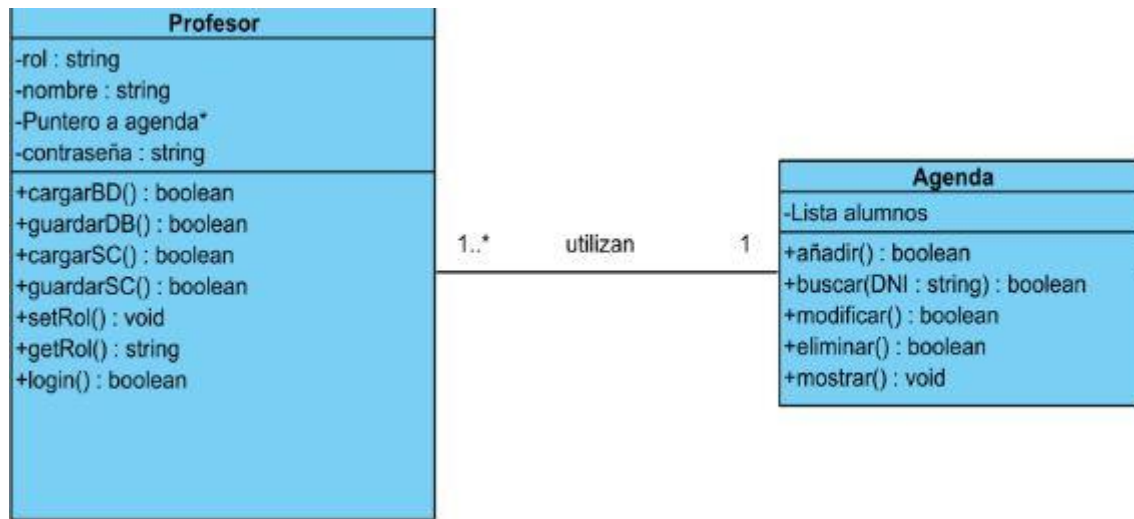 Profesor
-rol : string
-nombre : string
-Puntero a agenda*
-contraseña : string
+cargarBD() : boolean
+guardarDB() : boolean
+cargarSC() : boolean
+guardarSC() : boolean
+setRol() : void
+getRol() : string
+login() : boolean
1..* utilizan 1
Agenda
-Lista alumnos
+añadir() : boolean
+buscar(DNI : string) : boolean
+modificar() : boolean
+eliminar() : boolean
+mostrar() : void